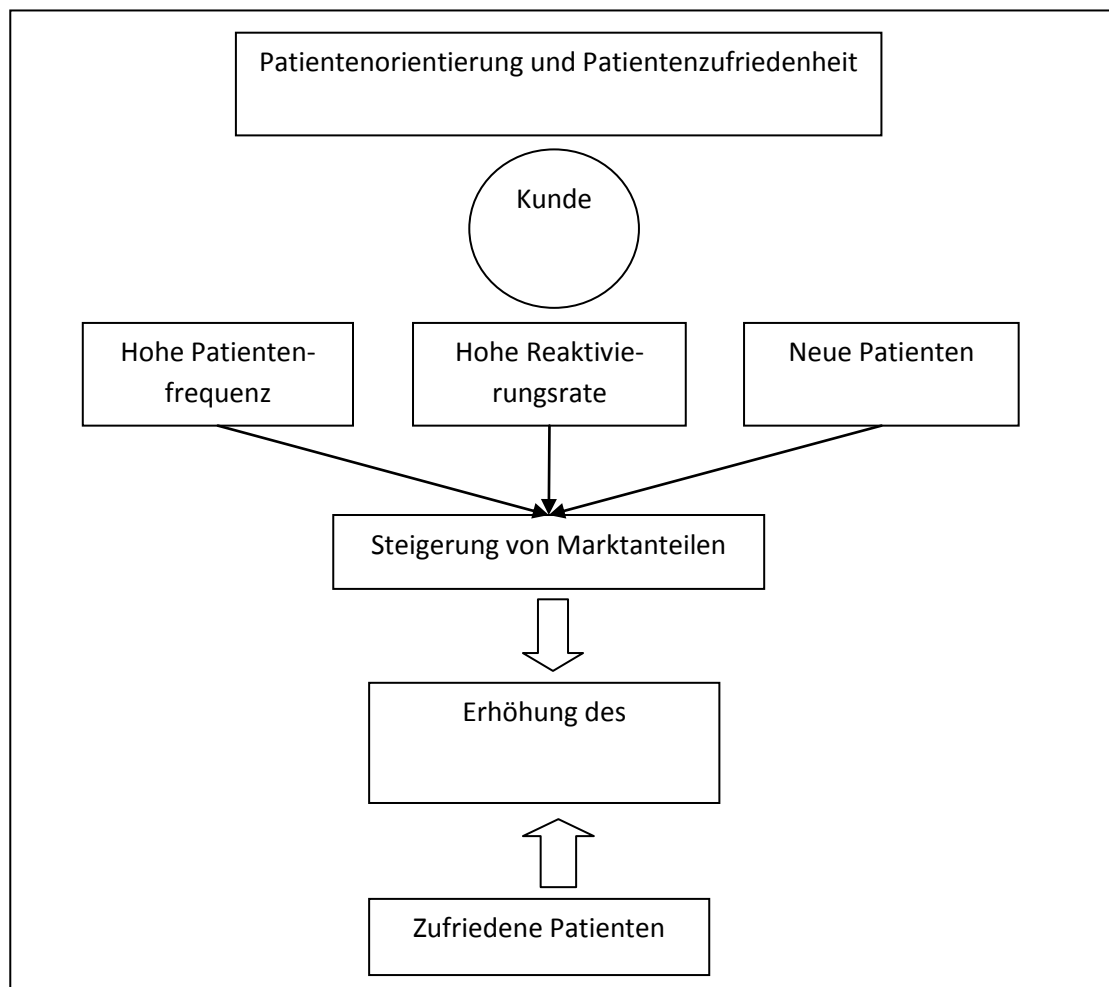 Patientenorientierung und Patientenzufriedenheit
Kunde
Hohe Patienten-
frequenz
Hohe Reaktivie-
rungsrate
Neue Patienten
Steigerung von Marktanteilen
Erhöhung des
Zufriedene Patienten